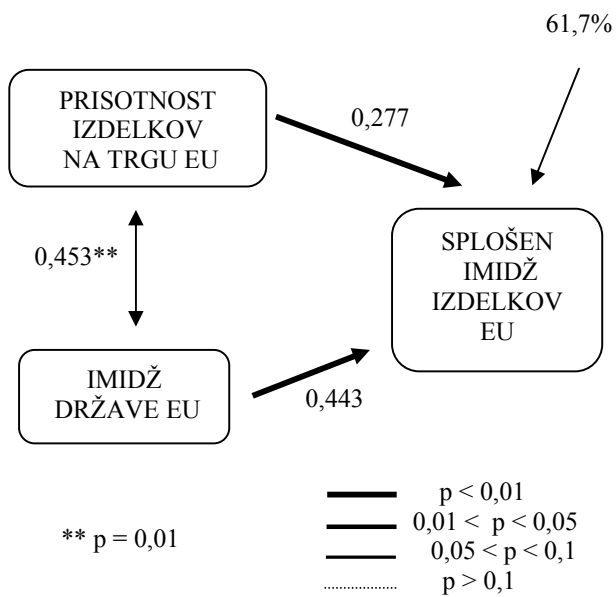 61,7%
PRISOTNOST
IZDELKOV
NA TRGU EU
0,277
0,453**
SPLOŠEN
IMIDŽ
IZDELKOV
EU
IMIDŽ
DRŽAVE EU
0,443
** p = 0,01
p < 0,01
0,01 < p < 0,05
0,05 < p < 0,1
p > 0,1